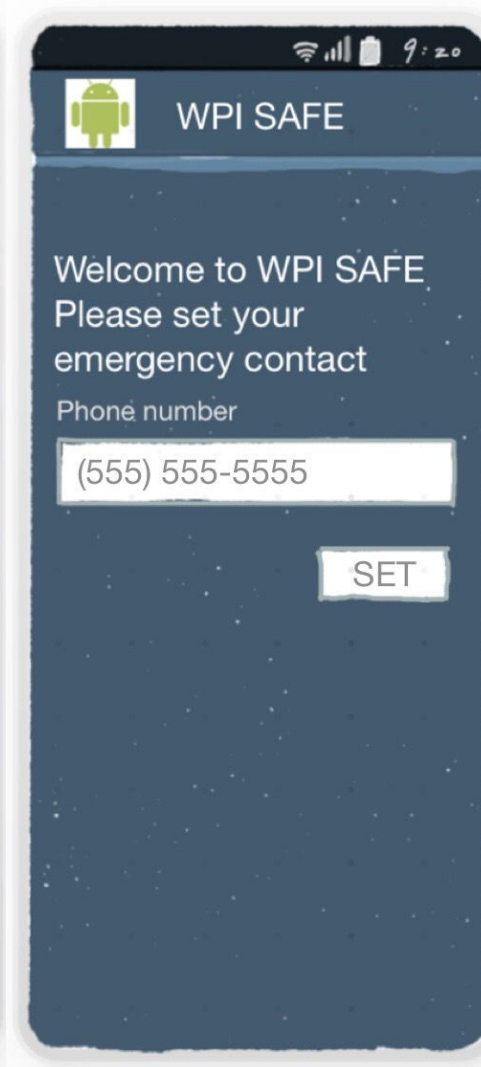 9:20
WPI SAFE
Welcome to WPI SAFE
Please set your
emergency contact
Phone number
(555) 555-5555
SET